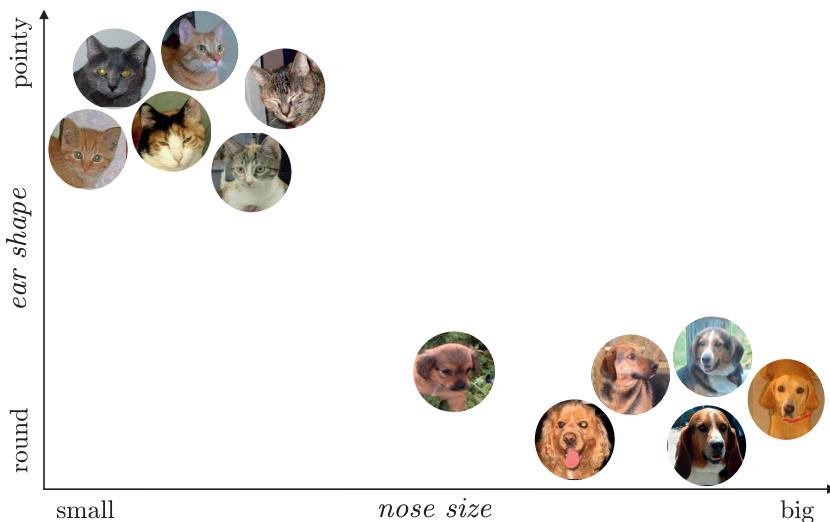 pointy
ear shape
round
small
nose size
big